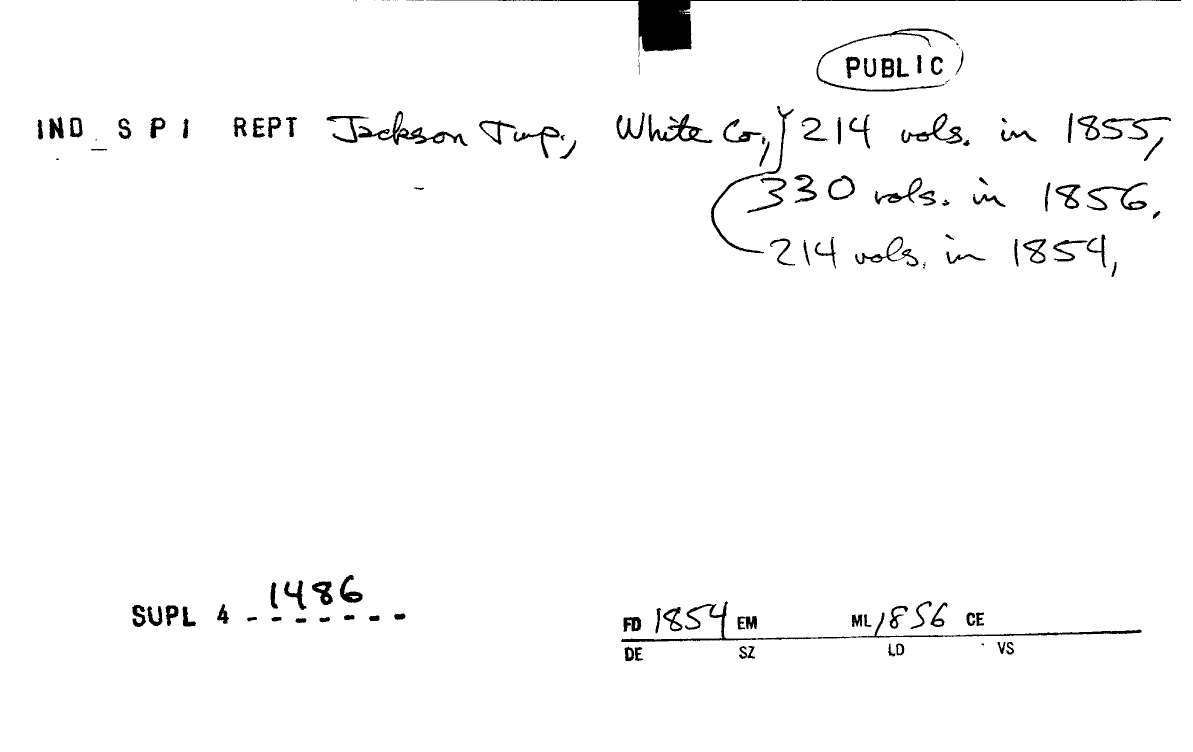 PUBLIC
IND SPI REPT Jackson Twp., White Co., 214 vols. in 1855,
330 vols. in 1856.
214 vols. in 1854,
1486
SUPL 4 - - - - - - -
FD 1854 EM ML 1856 CE
DE SZ LD VS